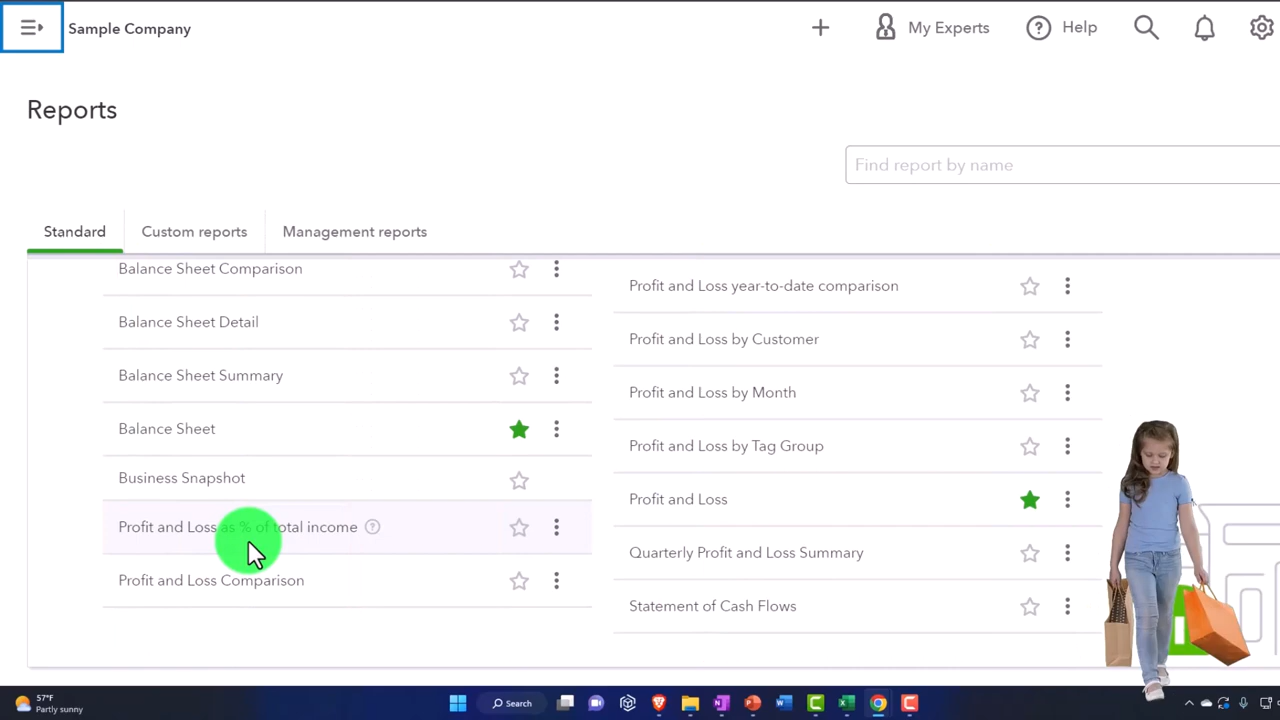 Sample Company
My Experts
Help
Reports
Find report by name
Standard
Custom reports
Management reports
Balance Sheet Comparison
Balance Sheet Detail
Balance Sheet Summary
Balance Sheet
Business Snapshot
Profit and Loss as % of total income
Profit and Loss Comparison
Profit and Loss year-to-date comparison
Profit and Loss by Customer
Profit and Loss by Month
Profit and Loss by Tag Group
Profit and Loss
Quarterly Profit and Loss Summary
Statement of Cash Flows
57°F
Partly sunny
Search